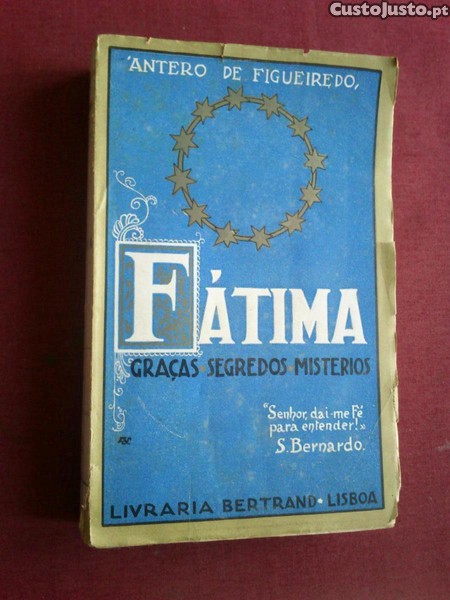 CustoJusto.pt
ANTERO DE FIGUEIREDO,
FÁTIMA
GRAÇAS·SEGREDOS·MISTERIOS
"Senhor, dai-me Fé
para entender!»
S. Bernardo.
LIVRARIA BERTRAND·LISBOA